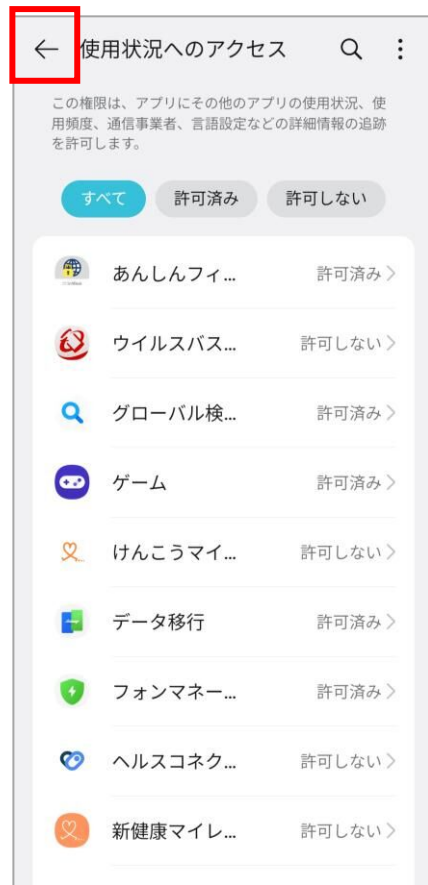 使用状況へのアクセス
この権限は、アプリにその他のアプリの使用状況、使
用頻度、通信事業者、言語設定などの詳細情報の追跡
を許可します。
すべて 許可済み 許可しない
あんしんフィ... 許可済み
ウイルスバス... 許可しない
グローバル検... 許可済み
ゲーム 許可済み
けんこうマイ... 許可しない
データ移行 許可済み
フォンマネー... 許可済み
ヘルスコネク... 許可しない
新健康マイレ... 許可しない